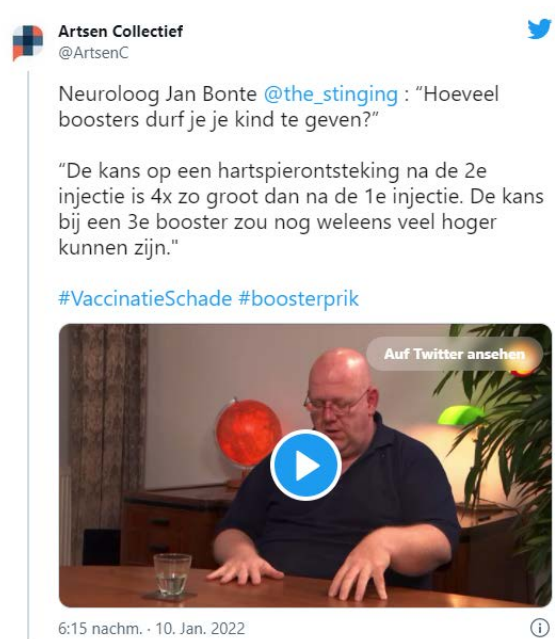 Artsen Collectief
@ArtsenC
Neuroloog Jan Bonte @the_stinging : “Hoeveel
boosters durf je je kind te geven?”
“De kans op een hartspierontsteking na de 2e
injectie is 4x zo groot dan na de 1e injectie. De kans
bij een 3e booster zou nog weleens veel hoger
kunnen zijn."
#VaccinatieSchade #boosterprik
Auf Twitter ansehen
6:15 nachm. · 10. Jan. 2022